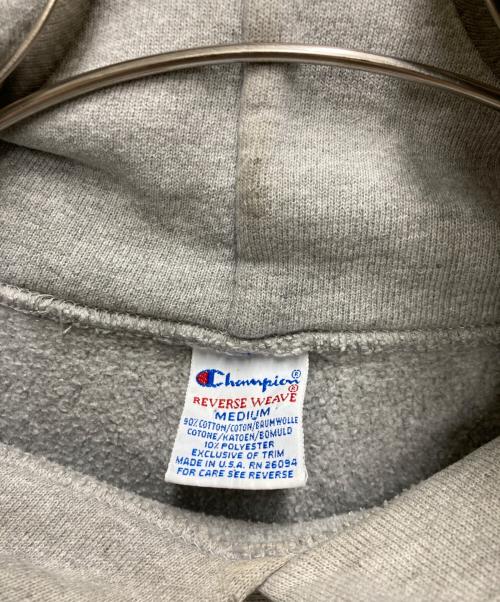 Champion®
REVERSE WEAVE®
MEDIUM
90% COTTON/COTON/BAUMWOLLE
COTONE/KATOEN/BOMULD
10% POLYESTER
EXCLUSIVE OF TRIM
MADE IN U.S.A. RN 26094
FOR CARE SEE REVERSE